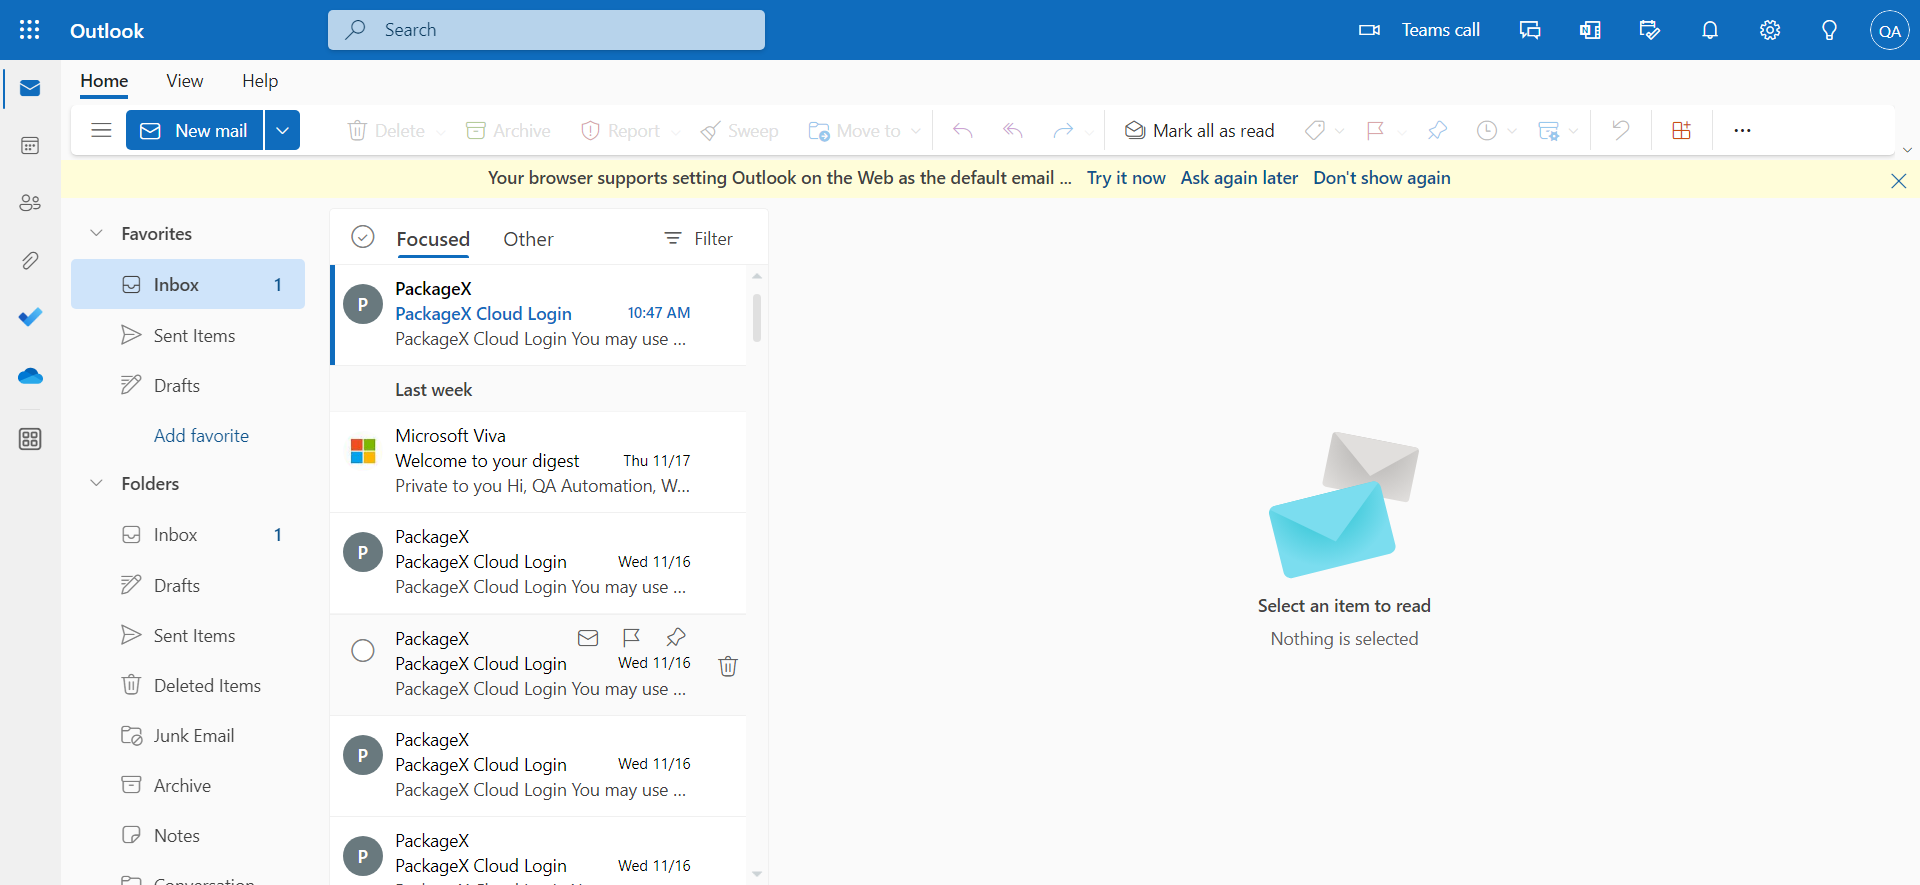 Outlook
Search
Teams call
QA
Home View Help
New mail Delete Archive Report Sweep Move to Mark all as read
Your browser supports setting Outlook on the Web as the default email ... Try it now Ask again later Don't show again
Favorites
Inbox 1
Sent Items
Drafts
Add favorite
Folders
Inbox 1
Drafts
Sent Items
Deleted Items
Junk Email
Archive
Notes
Conversation
Focused Other Filter
P
PackageX
PackageX Cloud Login 10:47 AM
PackageX Cloud Login You may use ...
Last week
Microsoft Viva
Welcome to your digest Thu 11/17
Private to you Hi, QA Automation, W...
P
PackageX
PackageX Cloud Login Wed 11/16
PackageX Cloud Login You may use ...
PackageX
PackageX Cloud Login Wed 11/16
PackageX Cloud Login You may use ...
P
PackageX
PackageX Cloud Login Wed 11/16
PackageX Cloud Login You may use ...
P
PackageX
PackageX Cloud Login Wed 11/16
Select an item to read
Nothing is selected